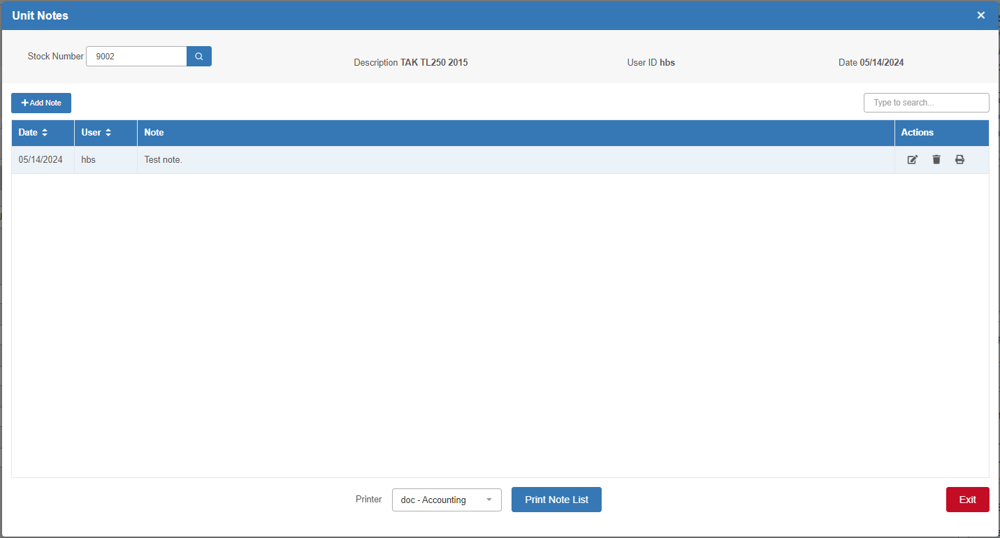 Unit Notes
Stock Number 9002
Description TAK TL250 2015
User ID hbs
Date 05/14/2024
Add Note
Type to search...
Date User Note Actions
05/14/2024 hbs Test note.
Printer doc - Accounting Print Note List Exit